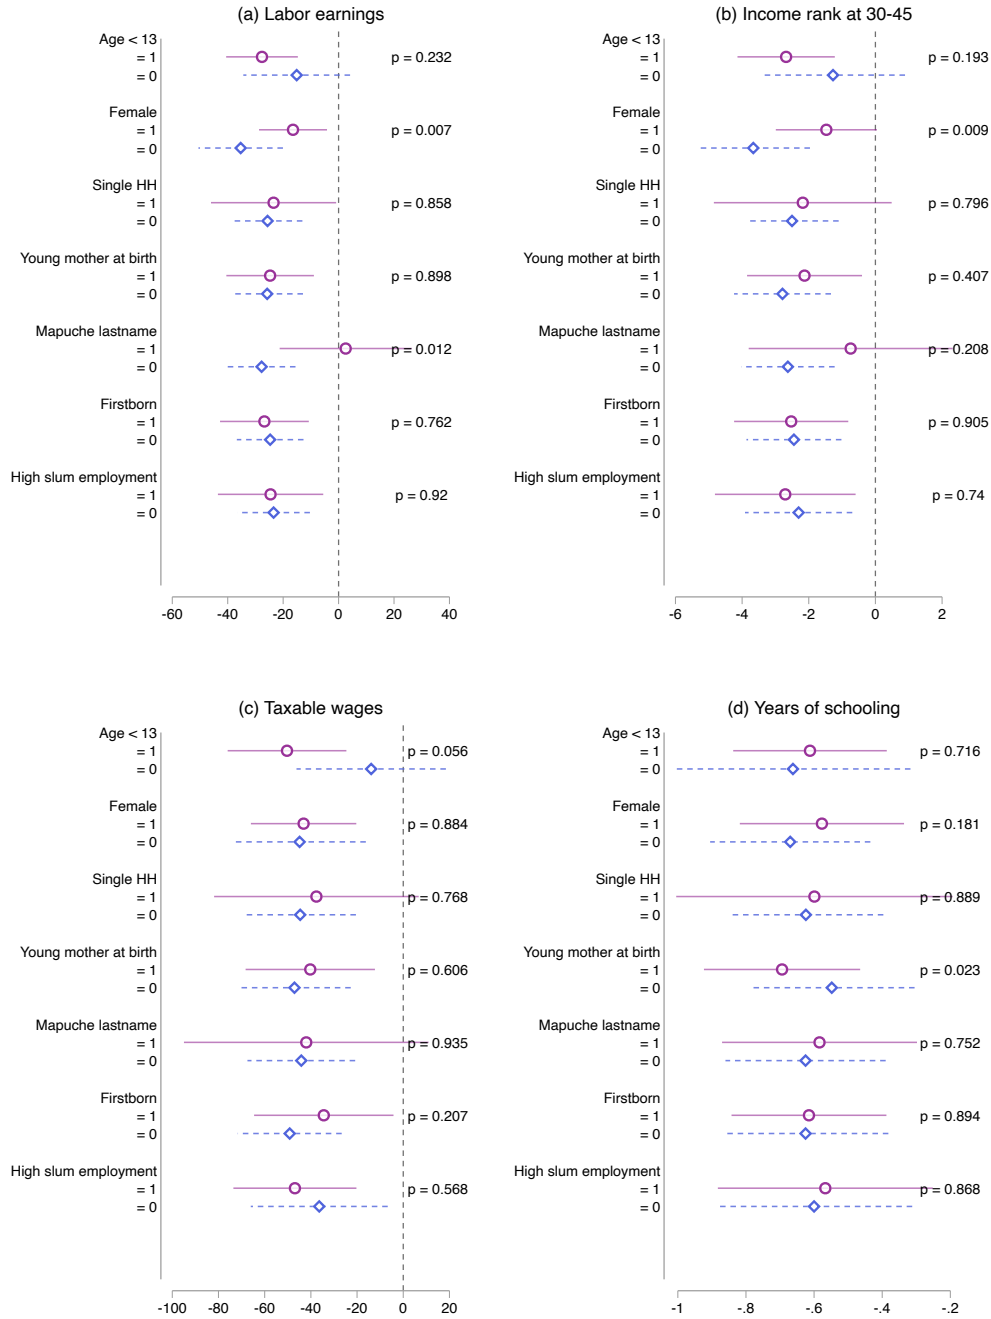 (a) Labor earnings
Age < 13
= 1
p = 0.232
= 0
Female
= 1
p = 0.007
= 0
Single HH
= 1
p = 0.858
= 0
Young mother at birth
= 1
p = 0.898
= 0
Mapuche lastname
= 1
p = 0.012
= 0
Firstborn
= 1
p = 0.762
= 0
High slum employment
= 1
p = 0.92
= 0
-60 -40 -20 0 20 40
(b) Income rank at 30-45
Age < 13
= 1
p = 0.193
= 0
Female
= 1
p = 0.009
= 0
Single HH
= 1
p = 0.796
= 0
Young mother at birth
= 1
p = 0.407
= 0
Mapuche lastname
= 1
p = 0.208
= 0
Firstborn
= 1
p = 0.905
= 0
High slum employment
= 1
p = 0.74
= 0
-6 -4 -2 0 2
(c) Taxable wages
Age < 13
= 1
p = 0.056
= 0
Female
= 1
p = 0.884
= 0
Single HH
= 1
p = 0.768
= 0
Young mother at birth
= 1
p = 0.606
= 0
Mapuche lastname
= 1
p = 0.935
= 0
Firstborn
= 1
p = 0.207
= 0
High slum employment
= 1
p = 0.568
= 0
-100 -80 -60 -40 -20 0 20
(d) Years of schooling
Age < 13
= 1
p = 0.716
= 0
Female
= 1
p = 0.181
= 0
Single HH
= 1
p = 0.889
= 0
Young mother at birth
= 1
p = 0.023
= 0
Mapuche lastname
= 1
p = 0.752
= 0
Firstborn
= 1
p = 0.894
= 0
High slum employment
= 1
p = 0.868
= 0
-1 -.8 -.6 -.4 -.2